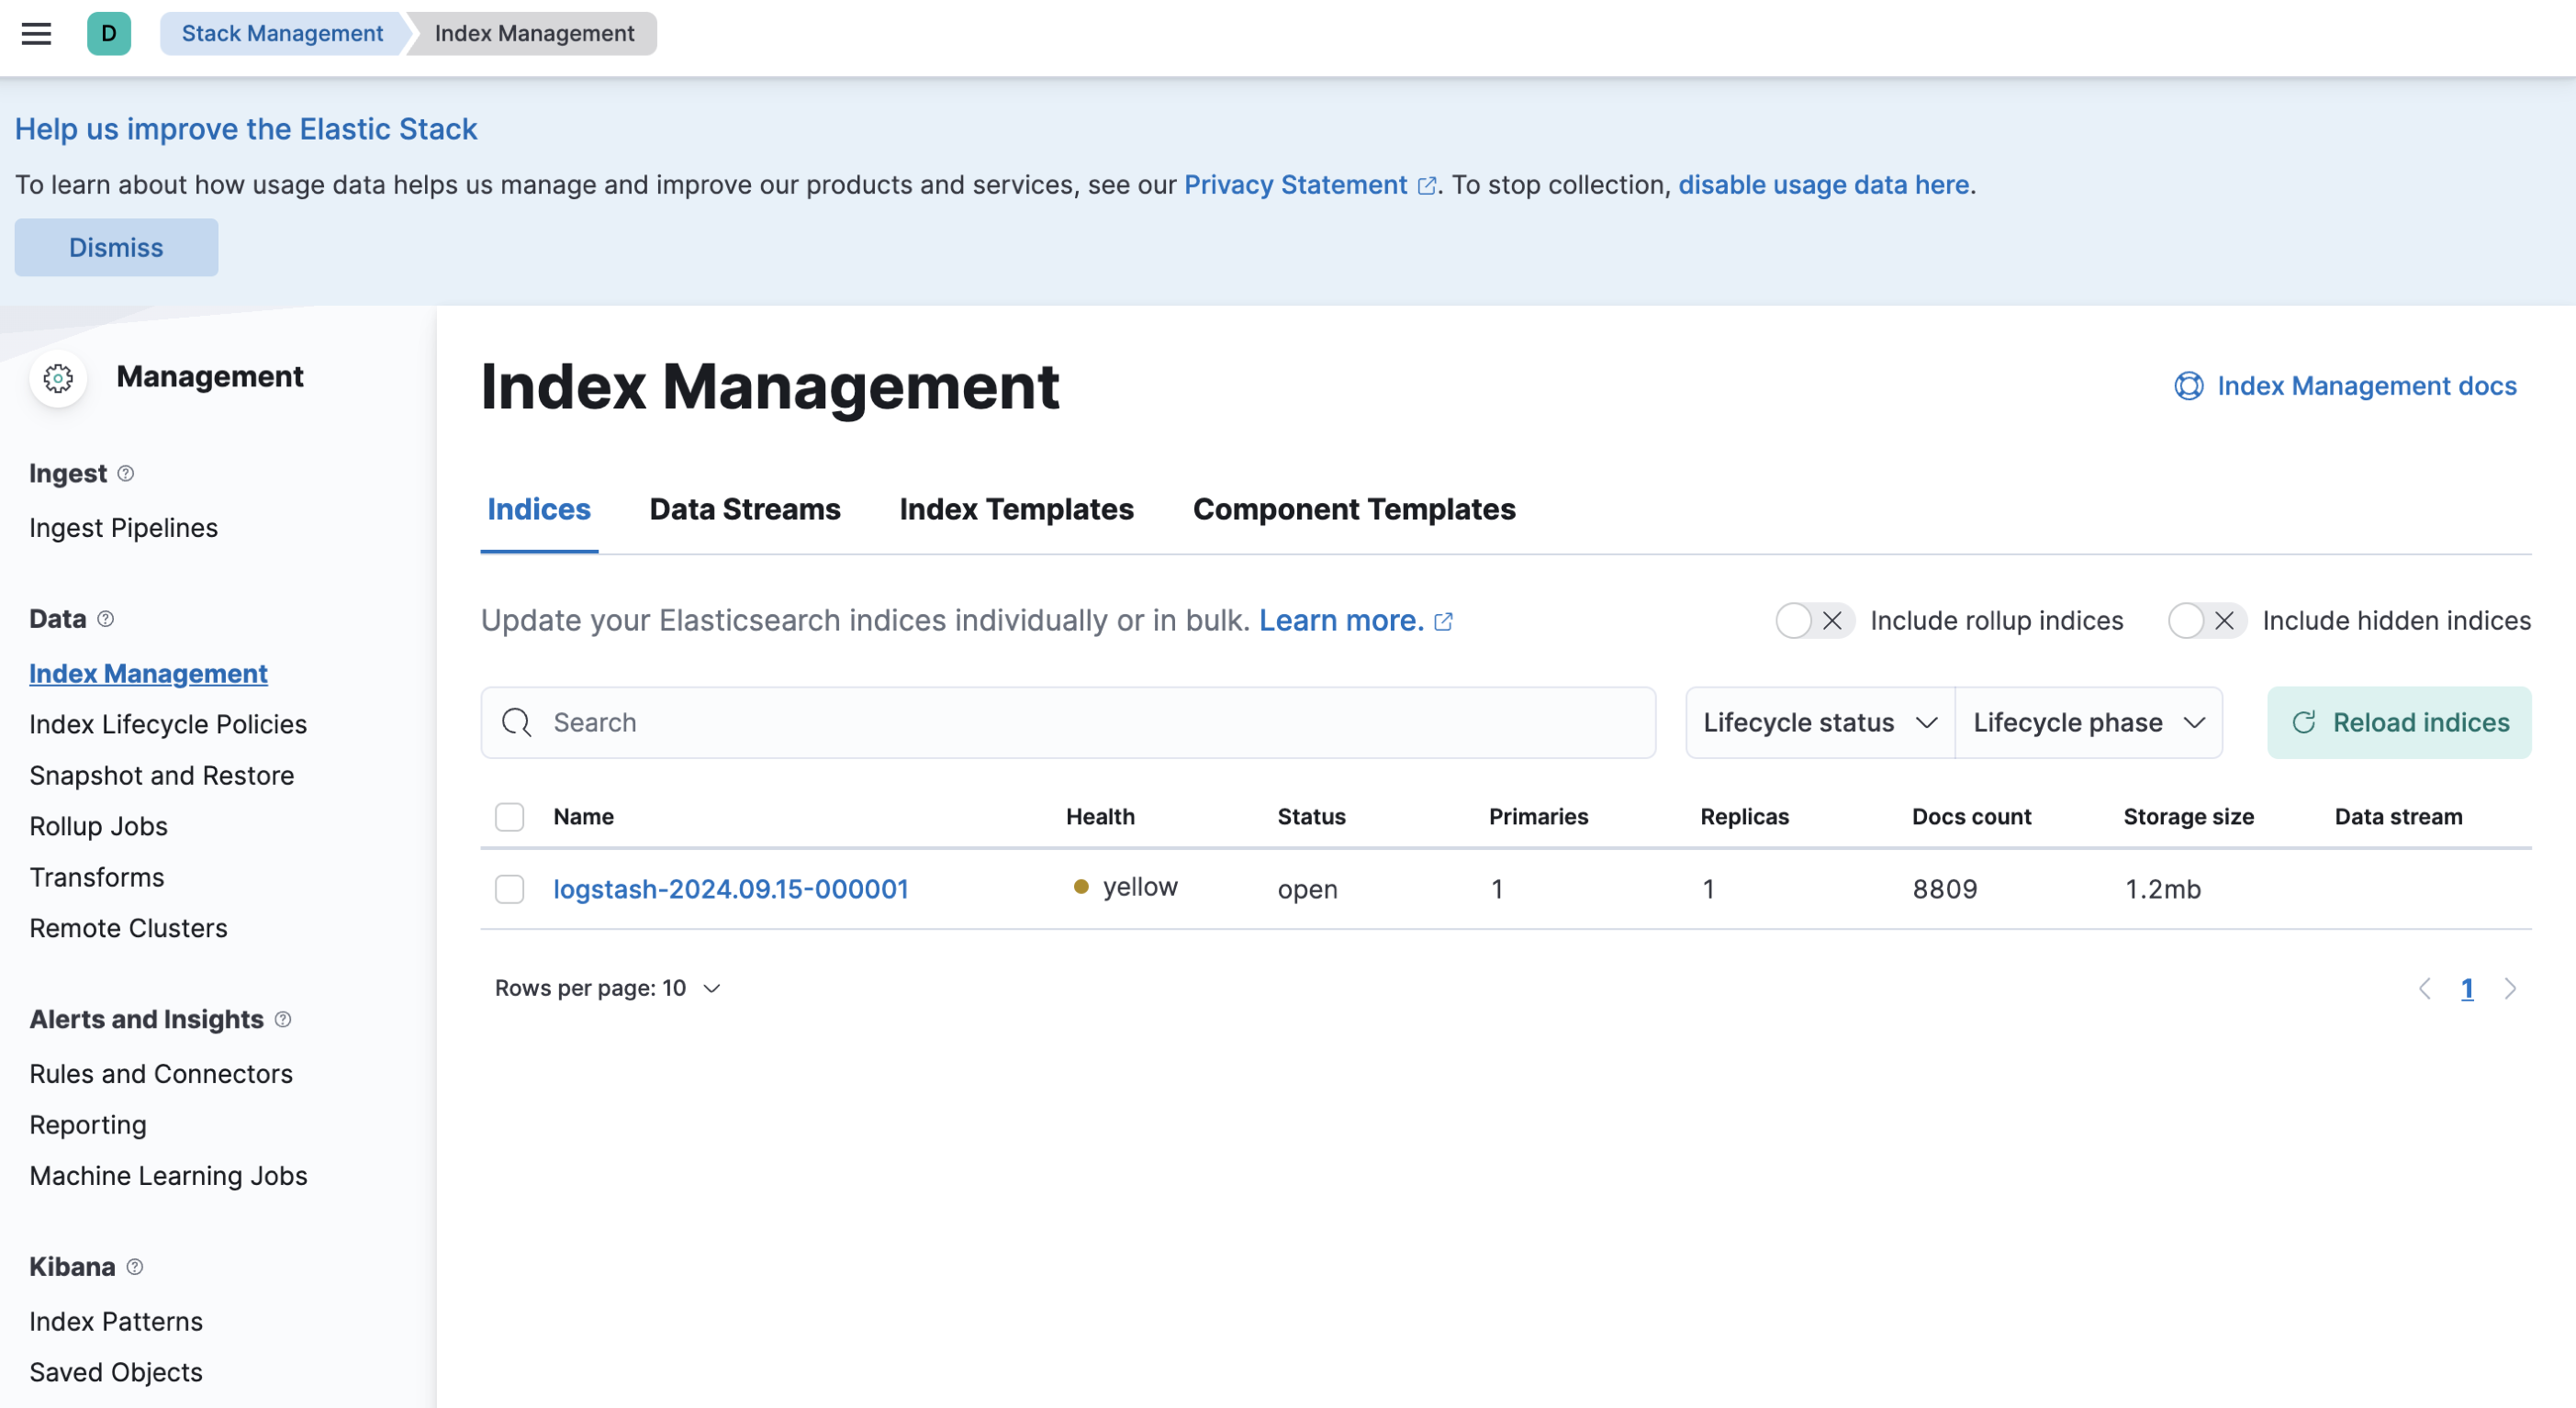 D Stack Management Index Management
Help us improve the Elastic Stack
To learn about how usage data helps us manage and improve our products and services, see our Privacy Statement. To stop collection, disable usage data here.
Dismiss
Management
Ingest
Ingest Pipelines
Data
Index Management
Index Lifecycle Policies
Snapshot and Restore
Rollup Jobs
Transforms
Remote Clusters
Alerts and Insights
Rules and Connectors
Reporting
Machine Learning Jobs
Kibana
Index Patterns
Saved Objects
Index Management
Index Management docs
Indices Data Streams Index Templates Component Templates
Update your Elasticsearch indices individually or in bulk. Learn more.
Include rollup indices Include hidden indices
Search Lifecycle status Lifecycle phase Reload indices
Name Health Status Primaries Replicas Docs count Storage size Data stream
logstash-2024.09.15-000001 yellow open 1 1 8809 1.2mb
Rows per page: 10
1